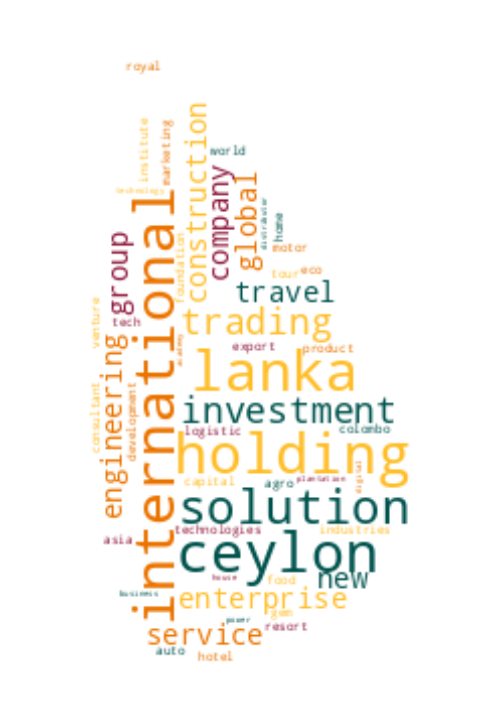 royal
institute
marketing
construction
world
technology
company
global
distributor
home
international
group
foundation
motor
tour
eco
travel
venture
tech
trading
engineering
academy
export
product
lanka
consultant
development
investment
logistic
colombo
holding
capital
agro
plantation
digital
solution
technologies
industries
asia
ceylon
house
food
new
business
enterprise
gem
power
service
resort
auto
hotel